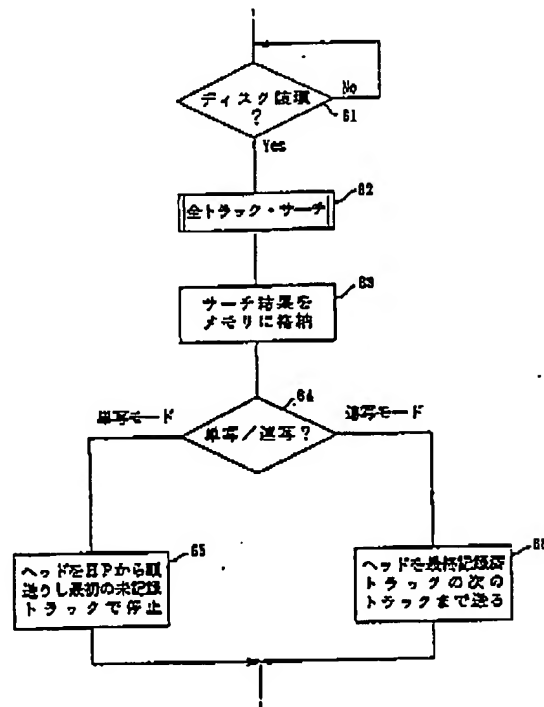 ディスク装填
?
No
61
Yes
62
全トラック・サーチ
63
サーチ結果を
メモリに格納
64
単写モード
連写モード
単写/連写?
65
ヘッドをHPから順
送りし最初の未記録
トラックで停止
66
ヘッドを最終記録済
トラックの次の
トラックまで送る